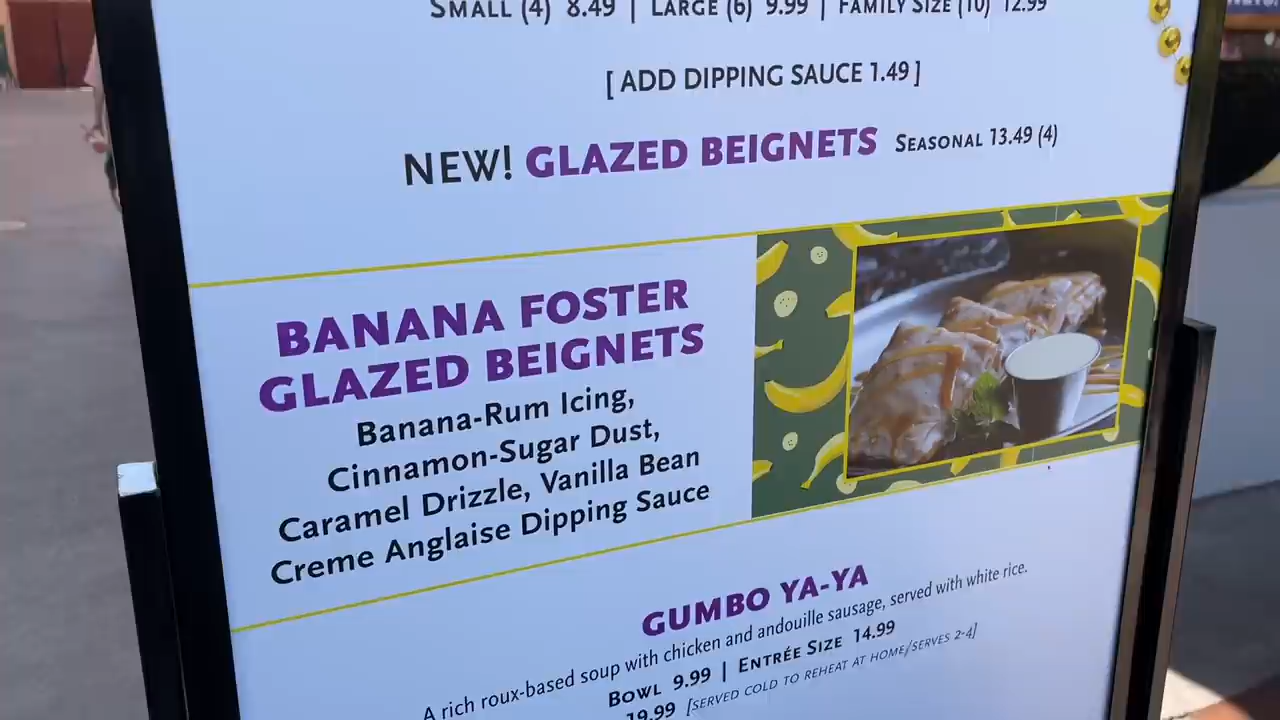 SMALL (4) 8.49 | LARGE (6) 9.99 | FAMILY SIZE (10) 12.99
[ ADD DIPPING SAUCE 1.49 ]
NEW! GLAZED BEIGNETS SEASONAL 13.49 (4)
BANANA FOSTER
GLAZED BEIGNETS
Banana-Rum Icing,
Cinnamon-Sugar Dust,
Caramel Drizzle, Vanilla Bean
Creme Anglaise Dipping Sauce
GUMBO YA-YA
A rich roux-based soup with chicken and andouille sausage, served with white rice.
BOWL 9.99 | ENTRÉE SIZE 14.99
19.99 [SERVED COLD TO REHEAT AT HOME/SERVES 2-4]